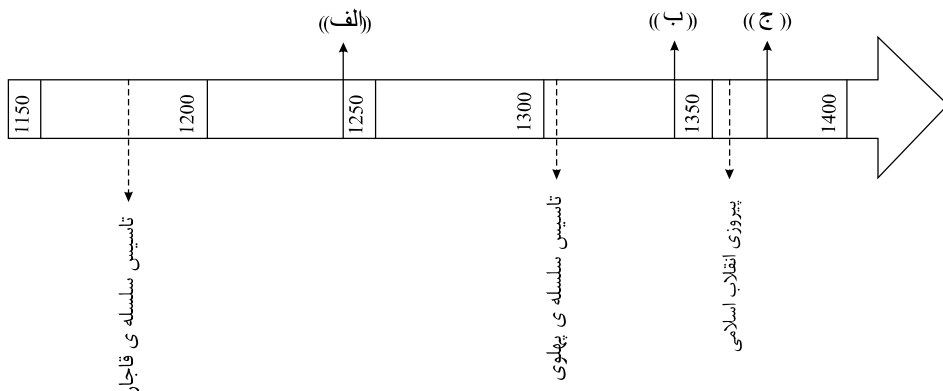 ((الف))
((ب))
((ج))
1150
1200
1250
1300
1350
1400
تاسیس سلسله ی قاجار
تاسیس سلسله ی پهلوی
پیروزی انقلاب اسلامی